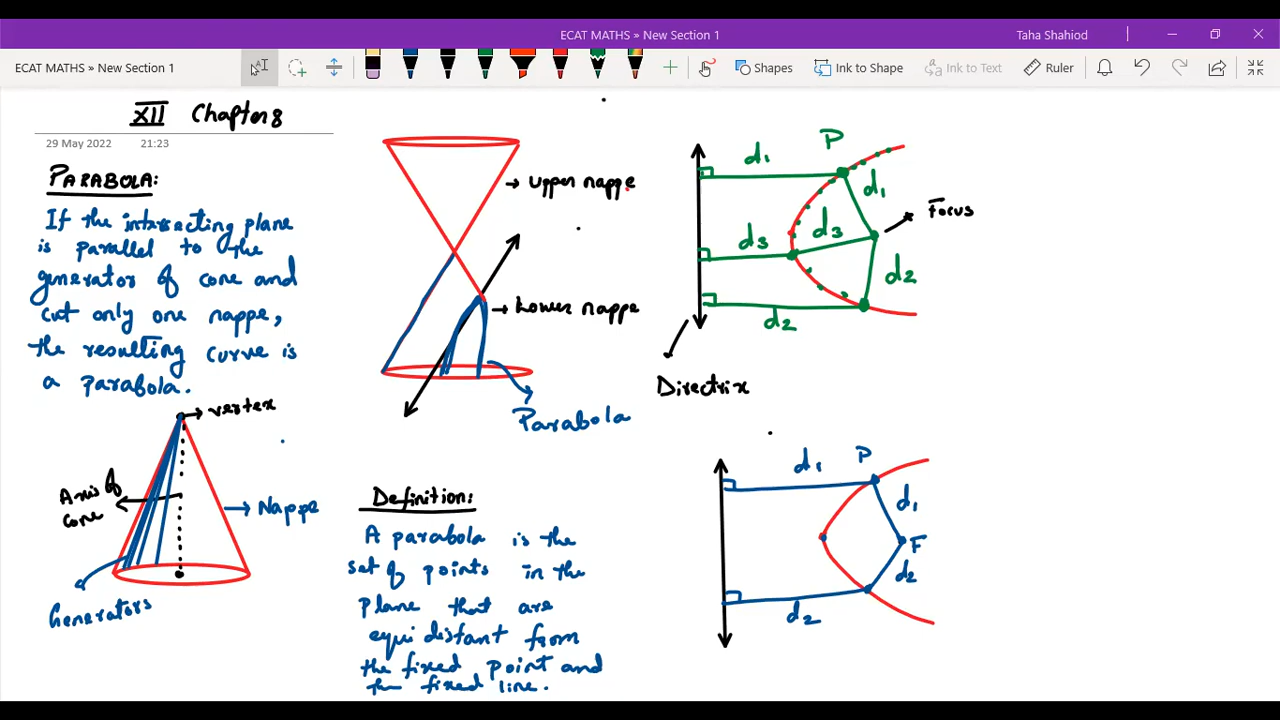 ECAT MATHS » New Section 1
Taha Shahiod
ECAT MATHS » New Section 1
Shapes
Ink to Shape
Ink to Text
Ruler
XII Chapter 8
29 May 2022 21:23
PARABOLA:
If the intersecting plane
is parallel to the
generator of cone and
cut only one nappe,
the resulting curve is
a parabola.
vertex
Axis of
cone
Nappe
Generators
Upper nappe
Lower nappe
Parabola
Definition:
A parabola is the
set of points in the
plane that are
equi distant from
the fixed point and
the fixed line.
P
d1
d1
Focus
d3
d3
d2
d2
Directrix
P
d1
d1
F
d2
d2